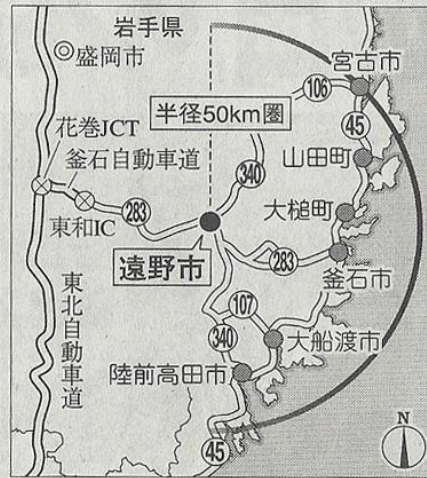 岩手県
盛岡市
宮古市
106
半径50km圏
45
花巻JCT
山田町
釜石自動車道
340
東和IC
283
大槌町
遠野市
283
釜石市
東北自動車道
107
340
大船渡市
陸前高田市
45
N